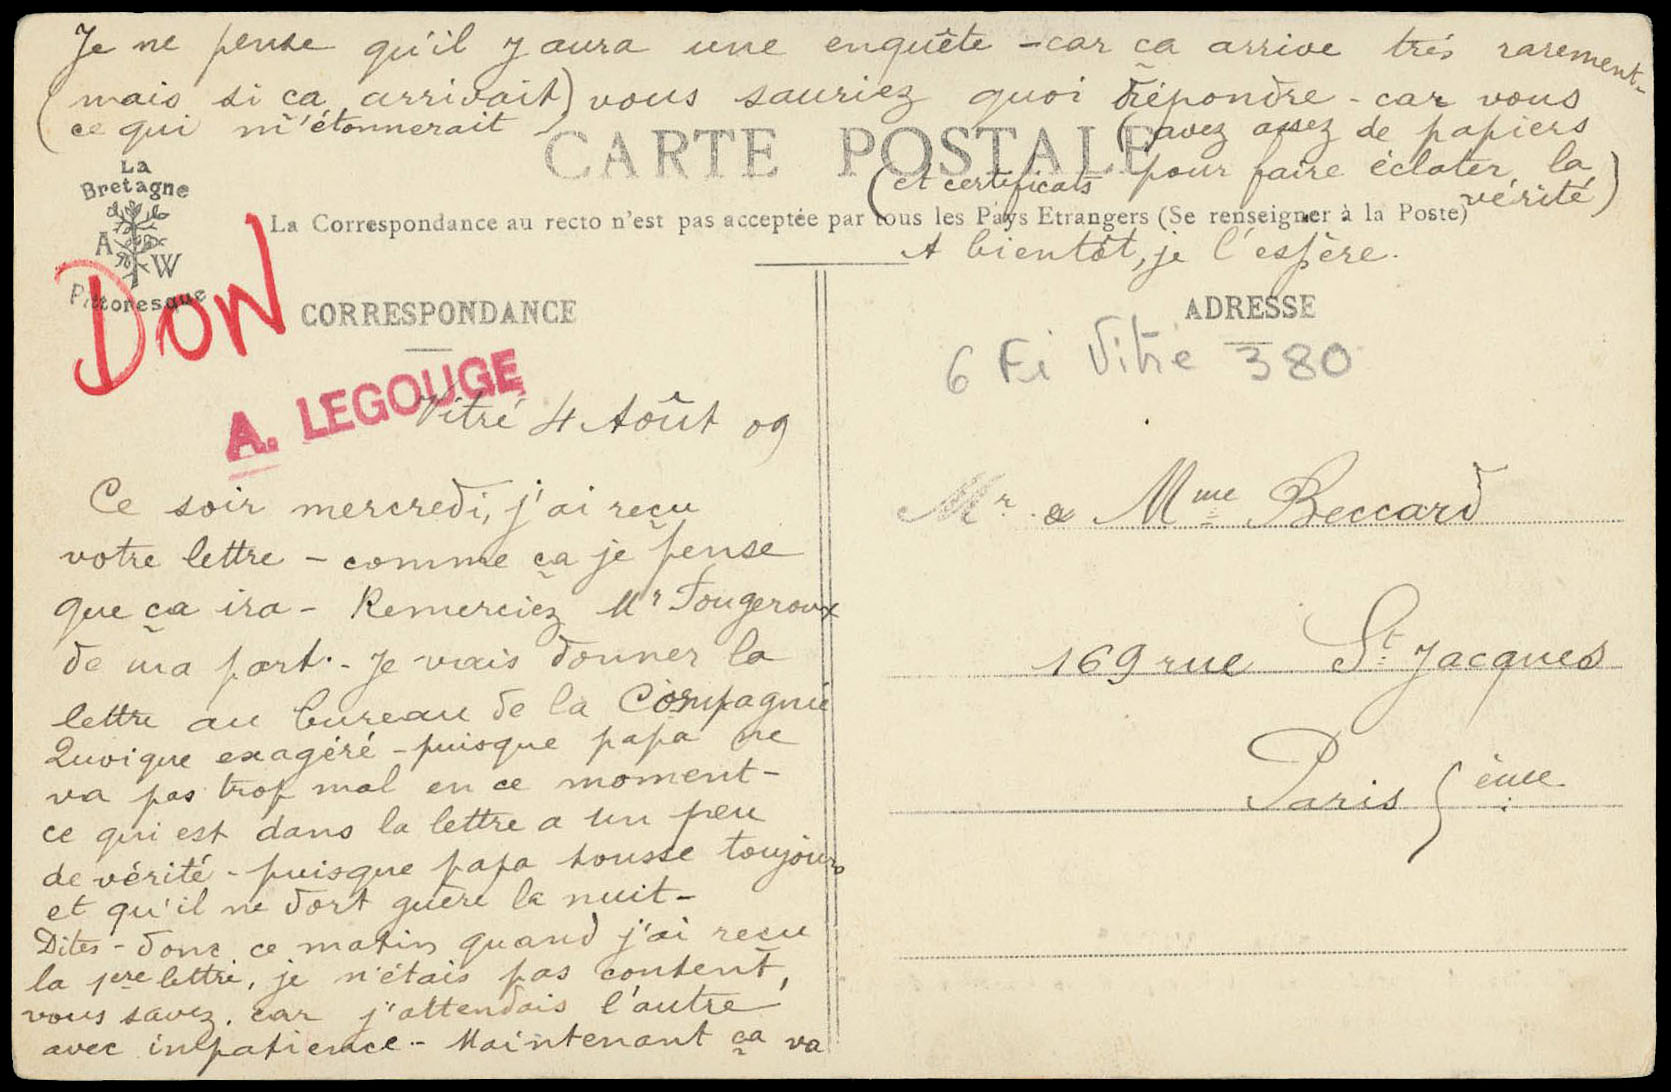 Je ne pense qu'il y aura une enquête - car ça arrive très rarement -
mais si ça arrivait (ce qui m'étonnerait) vous sauriez quoi répondre - car vous
avez assez de papiers
(et certificats) pour faire éclater la
vérité)
A bientôt, je l'espère.
CARTE POSTALE
La Correspondance au recto n'est pas acceptée par tous les Pays Etrangers (Se renseigner à la Poste)
La
Bretagne
A W
Pittoresque
DON
CORRESPONDANCE
A. LEGOUGE
Vitré 4 Août 09
Ce soir mercredi, j'ai reçu
votre lettre - comme ça je pense
que ça ira - Remerciez Mr Fougeroux
de ma part. - Je vais donner la
lettre au bureau de la Compagnie
Quoique exagéré - puisque papa ne
va pas trop mal en ce moment -
ce qui est dans la lettre a un peu
de vérité - puisque papa tousse toujours
et qu'il ne dort guère la nuit -
Dites - donc ce matin quand j'ai reçu
la 1ère lettre, je n'étais pas content,
vous savez, car j'attendais l'autre
avec impatience - Maintenant ça va
ADRESSE
6 Fi Vitré 380
Mr & Mme Beccard
169 rue St Jacques
Paris 5ème